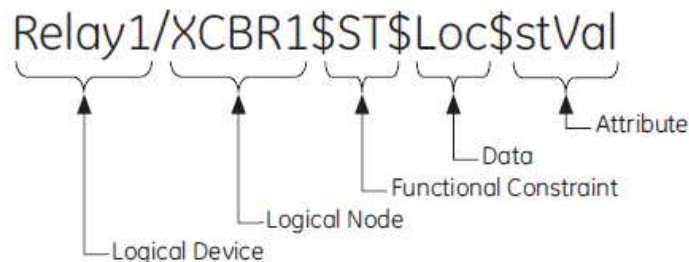 Relay1/XCBR1$ST$Loc$stVal
Attribute
Data
Functional Constraint
Logical Node
Logical Device